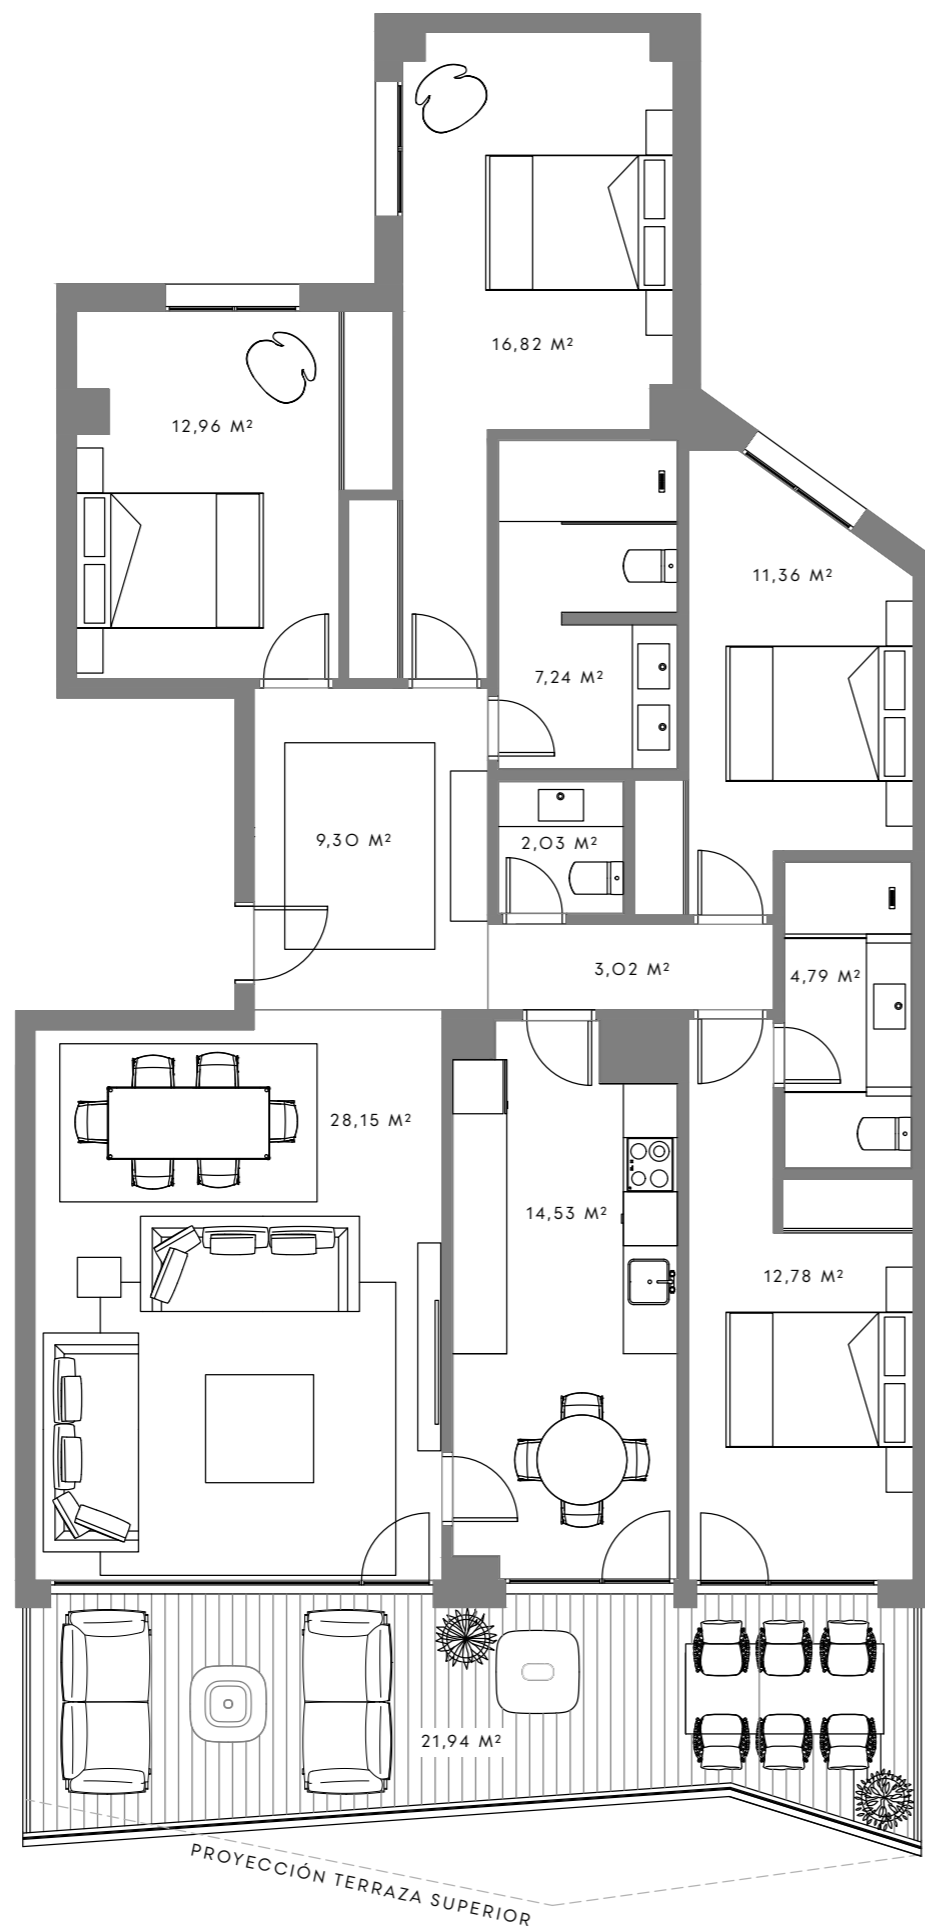 16,82 M²
12,96 M²
11,36 M²
7,24 M²
9,30 M²
2,03 M²
3,02 M²
4,79 M²
28,15 M²
14,53 M²
12,78 M²
21,94 M²
PROYECCIÓN TERRAZA SUPERIOR